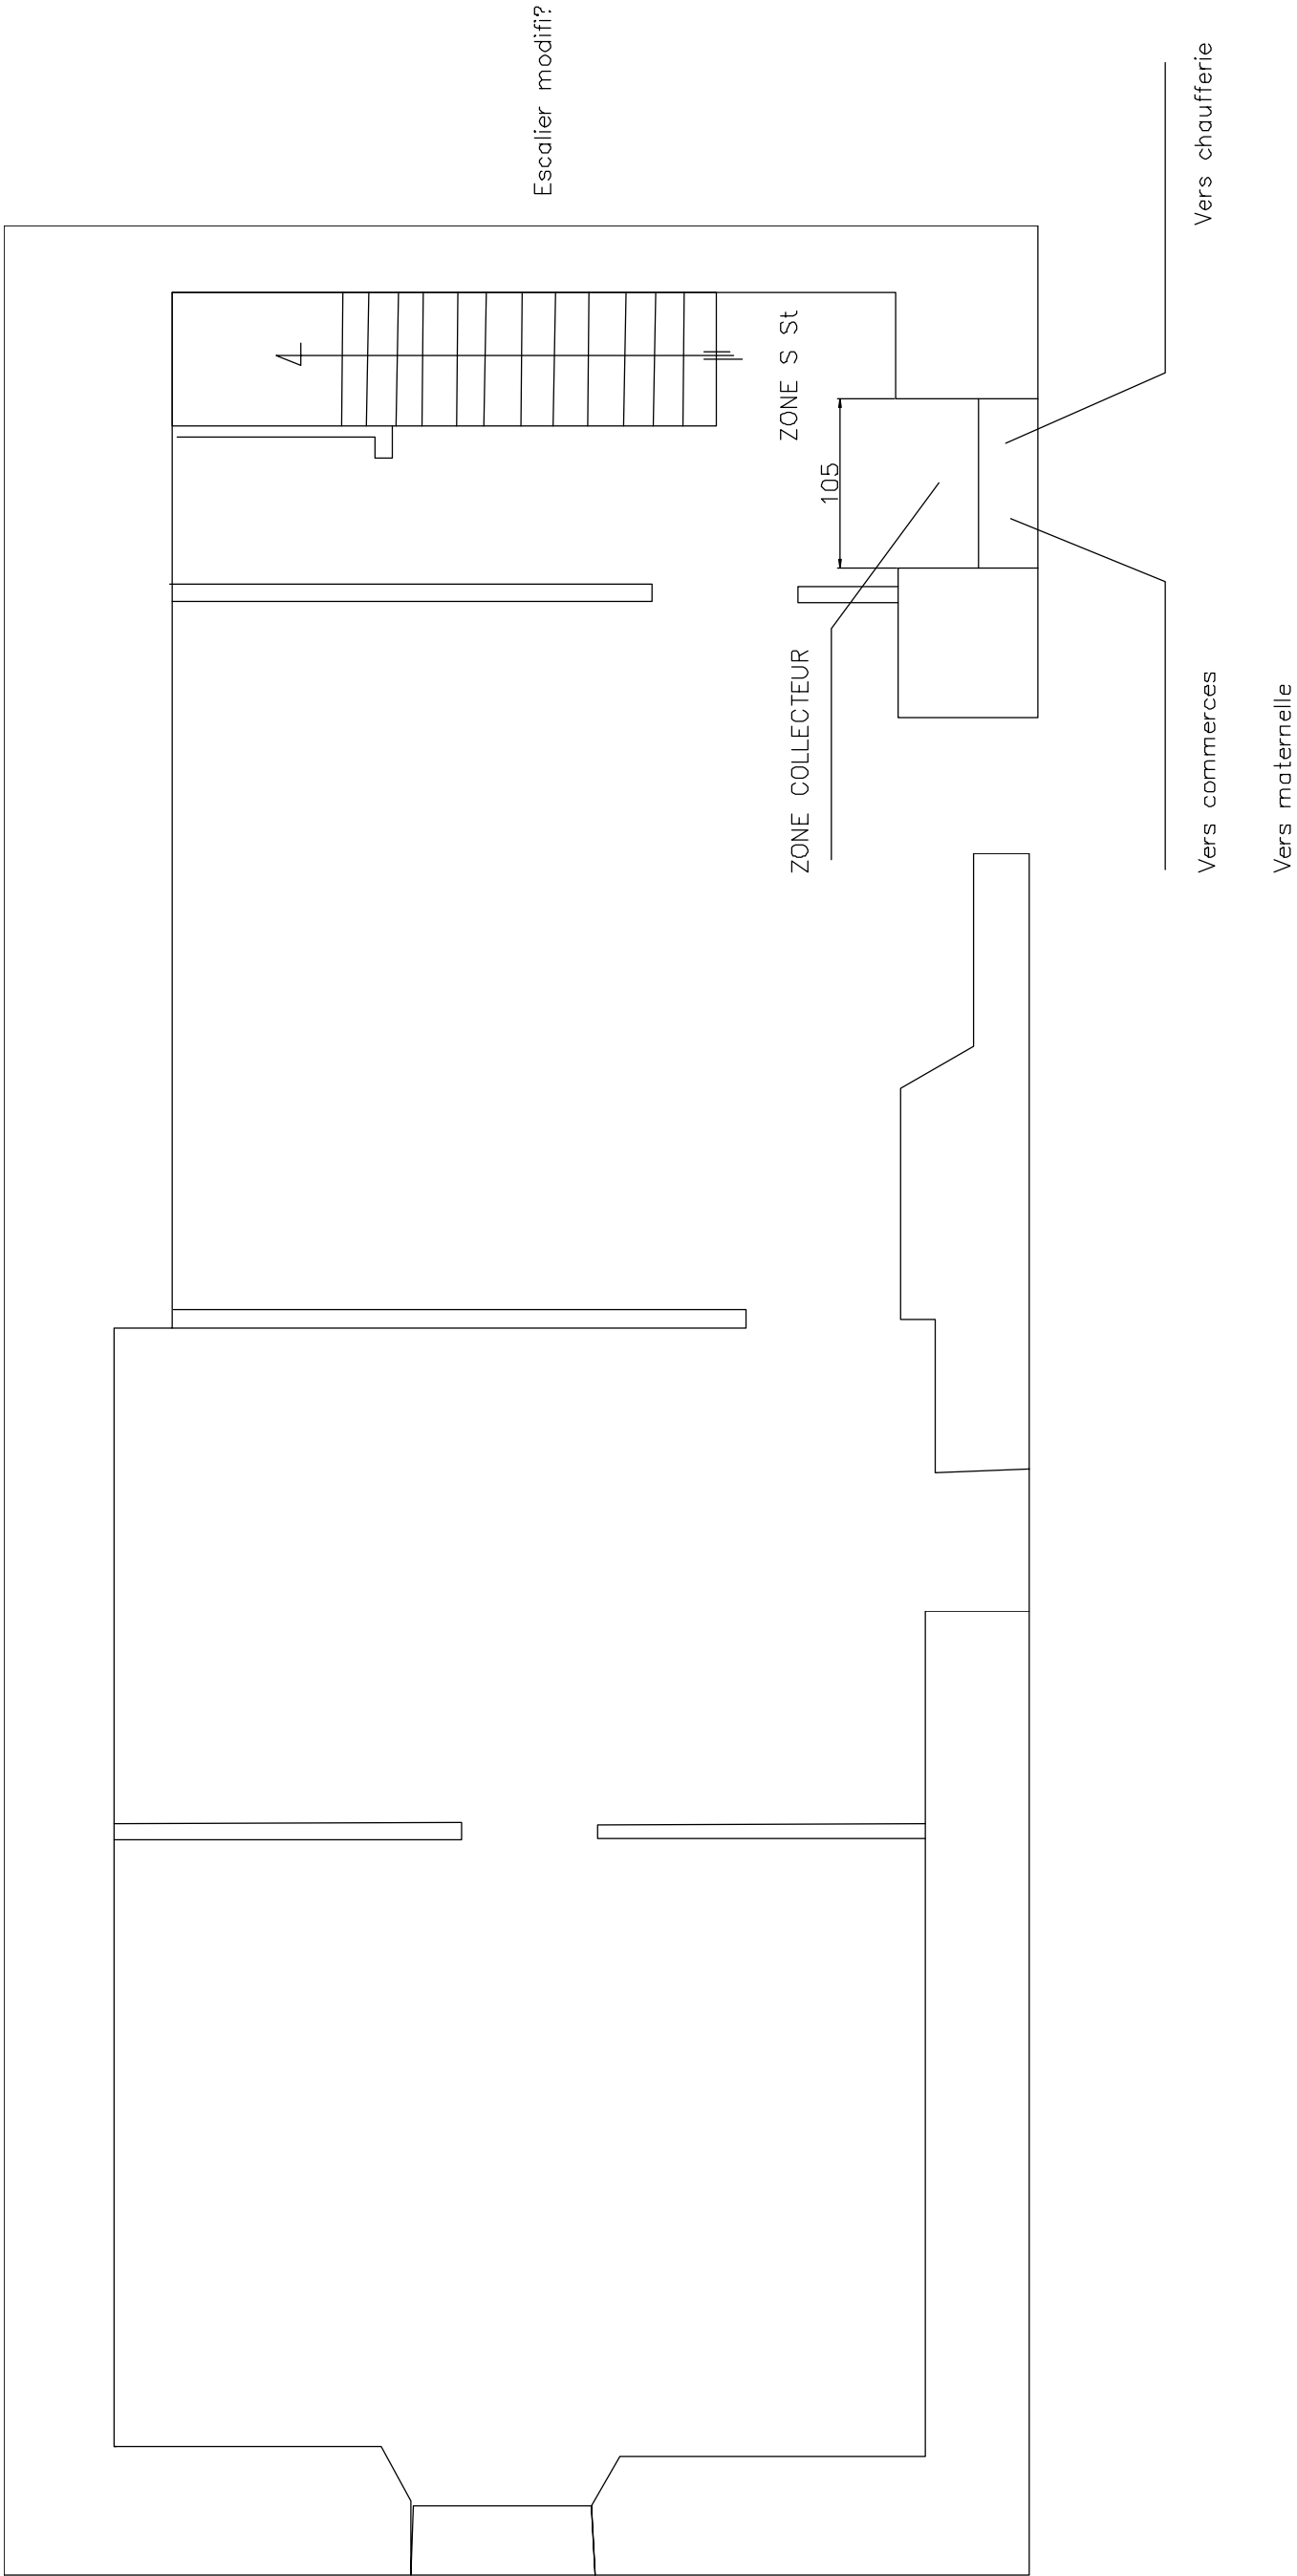 Escalier modifi?
Vers chaufferie
ZONE S St
105
ZONE COLLECTEUR
Vers commerces
Vers maternelle